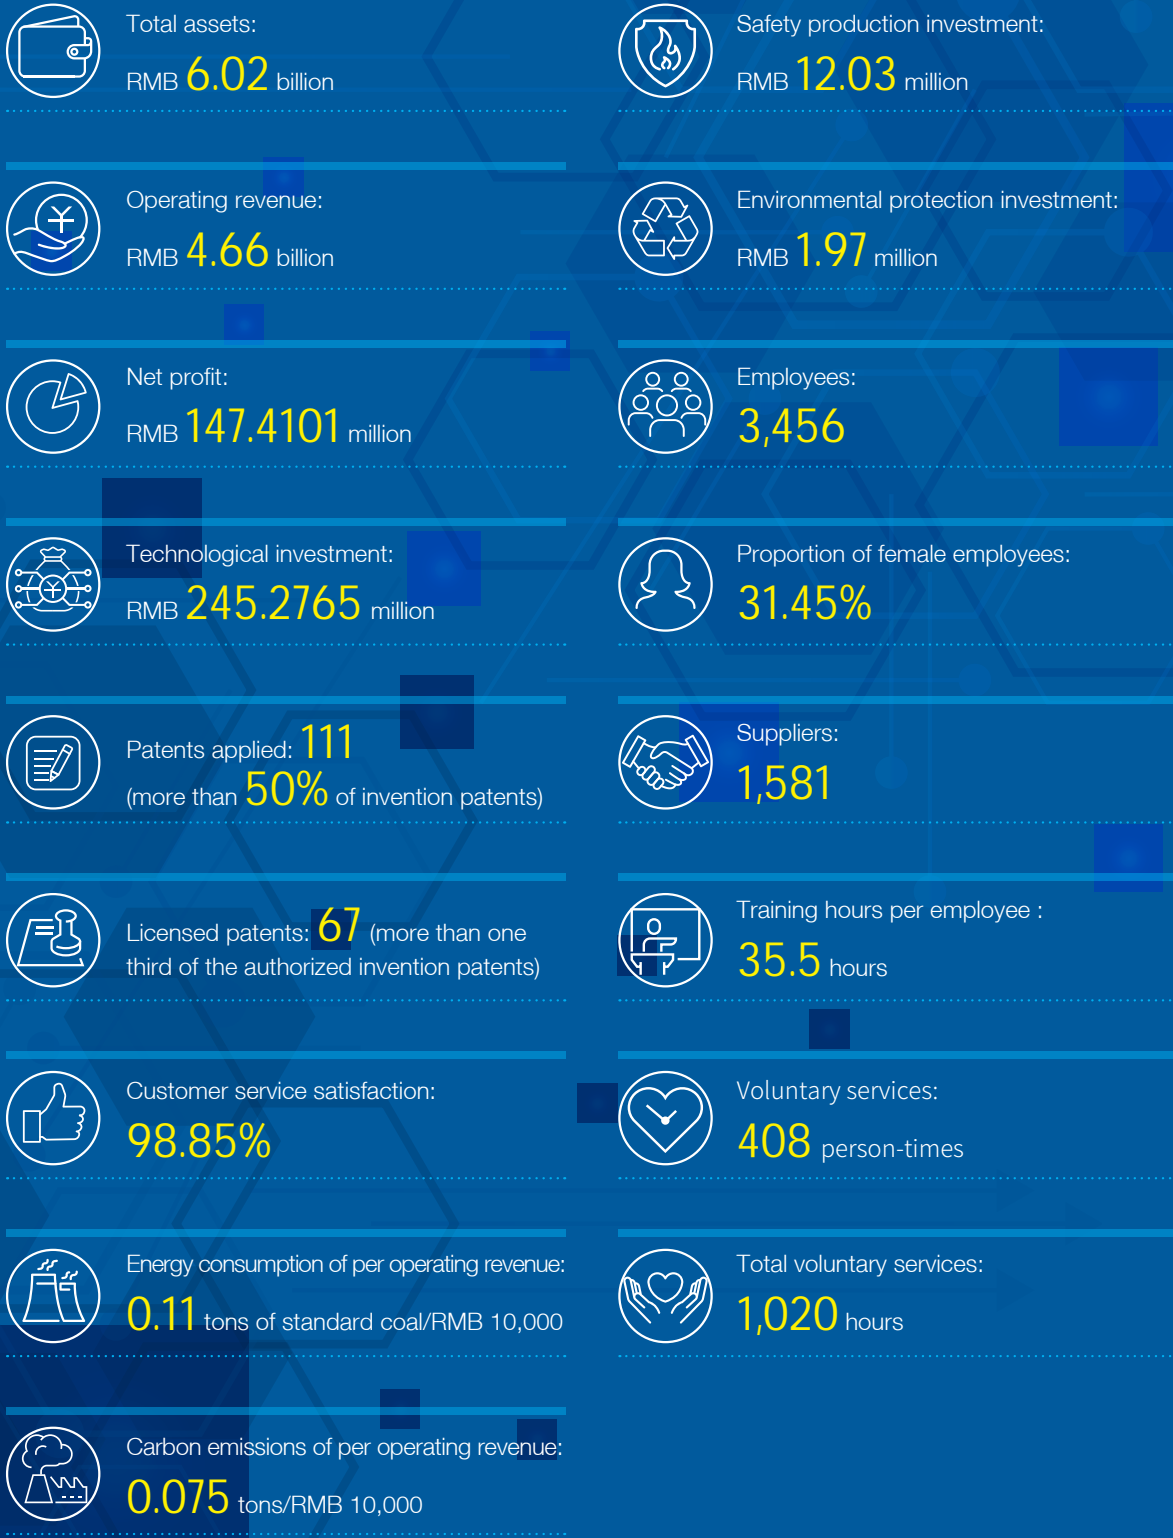 Total assets:
RMB 6.02 billion
Operating revenue:
RMB 4.66 billion
Net profit:
RMB 147.4101 million
Technological investment:
RMB 245.2765 million
Patents applied: 111
(more than 50% of invention patents)
Licensed patents: 67 (more than one
third of the authorized invention patents)
Customer service satisfaction:
98.85%
Energy consumption of per operating revenue:
0.11 tons of standard coal/RMB 10,000
Carbon emissions of per operating revenue:
0.075 tons/RMB 10,000
Safety production investment:
RMB 12.03 million
Environmental protection investment:
RMB 1.97 million
Employees:
3,456
Proportion of female employees:
31.45%
Suppliers:
1,581
Training hours per employee :
35.5 hours
Voluntary services:
408 person-times
Total voluntary services:
1,020 hours